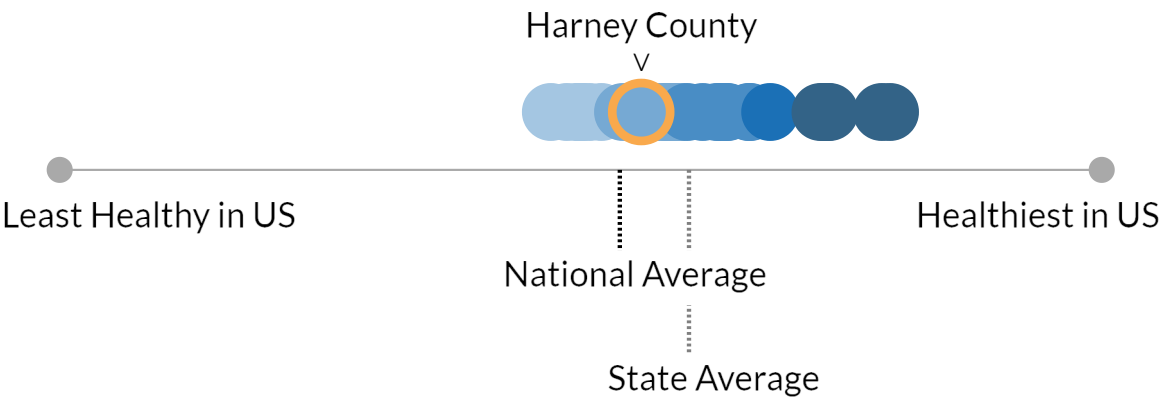 Harney County
Least Healthy in US
Healthiest in US
National Average
State Average